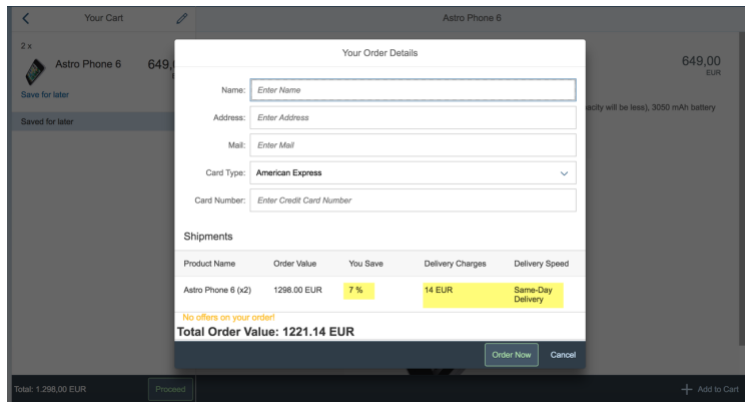 Your Cart
Astro Phone 6
2 x
Astro Phone 6
649,
Save for later
Saved for later
649,00
EUR
acity will be less), 3050 mAh battery
Your Order Details
Name: Enter Name
Address: Enter Address
Mail: Enter Mail
Card Type: American Express
Card Number: Enter Credit Card Number
Shipments
Product Name Order Value You Save Delivery Charges Delivery Speed
Astro Phone 6 (x2) 1298.00 EUR 7 % 14 EUR Same-Day
Delivery
No offers on your order!
Total Order Value: 1221.14 EUR
Order Now Cancel
Total: 1.298,00 EUR Proceed
Add to Cart